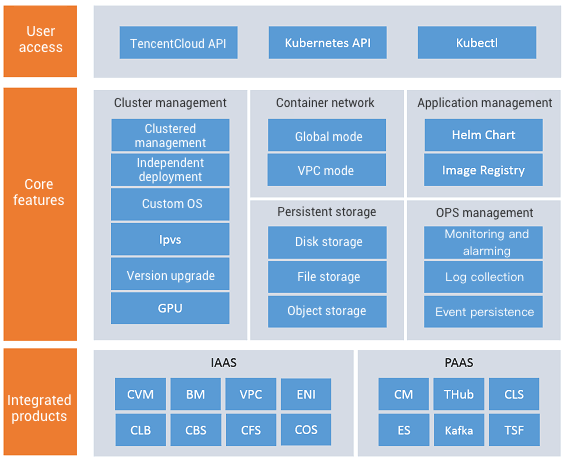 User
access
TencentCloud API
Kubernetes API
Kubectl
Core
features
Cluster management
Clustered
management
Independent
deployment
Custom OS
Ipvs
Version upgrade
GPU
Container network
Global mode
VPC mode
Application management
Helm Chart
Image Registry
Persistent storage
Disk storage
File storage
Object storage
OPS management
Monitoring and
alarming
Log collection
Event persistence
Integrated
products
IAAS
CVM
BM
VPC
ENI
CLB
CBS
CFS
COS
PAAS
CM
THub
CLS
ES
Kafka
TSF